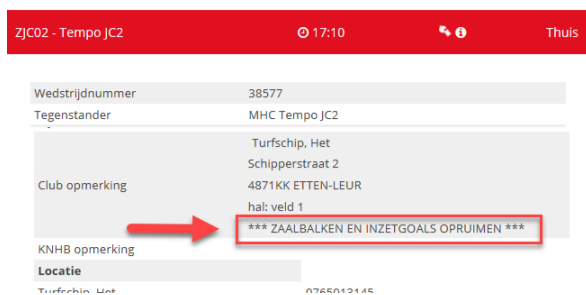 ZJC02 - Tempo JC2 17:10 Thuis
Wedstrijdnummer 38577
Tegenstander MHC Tempo JC2
Turfschip, Het
Schipperstraat 2
Club opmerking 4871KK ETTEN-LEUR
hal: veld 1
*** ZAALBALKEN EN INZETGOALS OPRUIMEN ***
KNHB opmerking
Locatie
Turfschip, Het 0765013145